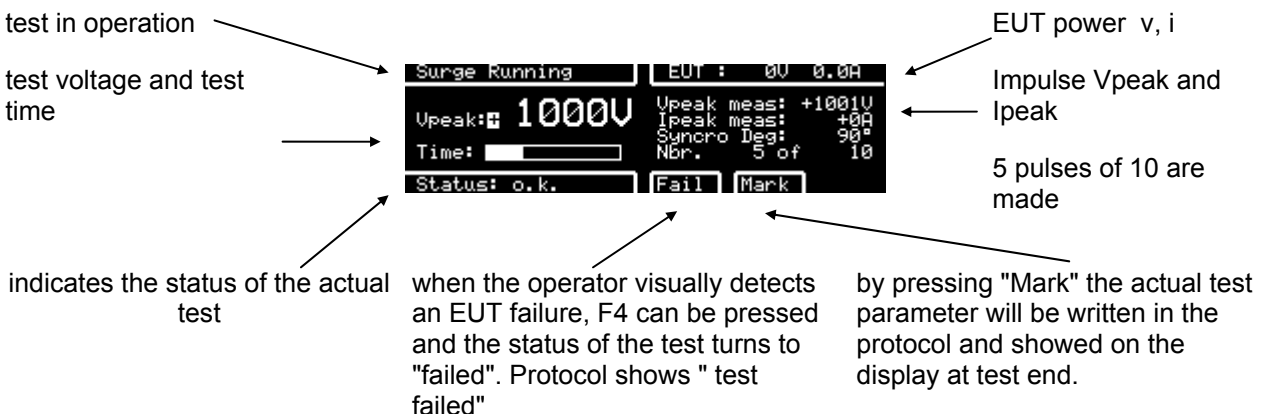 test in operation
test voltage and test
time
Surge Running
EUT : 0V 0.0A
Vpeak:+ 1000V
Time:
Vpeak meas: +1001V
Ipeak meas: +0A
Syncro Deg: 90°
Nbr. 5 of 10
Status: o.k.
Fail Mark
EUT power v, i
Impulse Vpeak and
Ipeak
5 pulses of 10 are
made
indicates the status of the actual
test
when the operator visually detects
an EUT failure, F4 can be pressed
and the status of the test turns to
"failed". Protocol shows " test
failed"
by pressing "Mark" the actual test
parameter will be written in the
protocol and showed on the
display at test end.